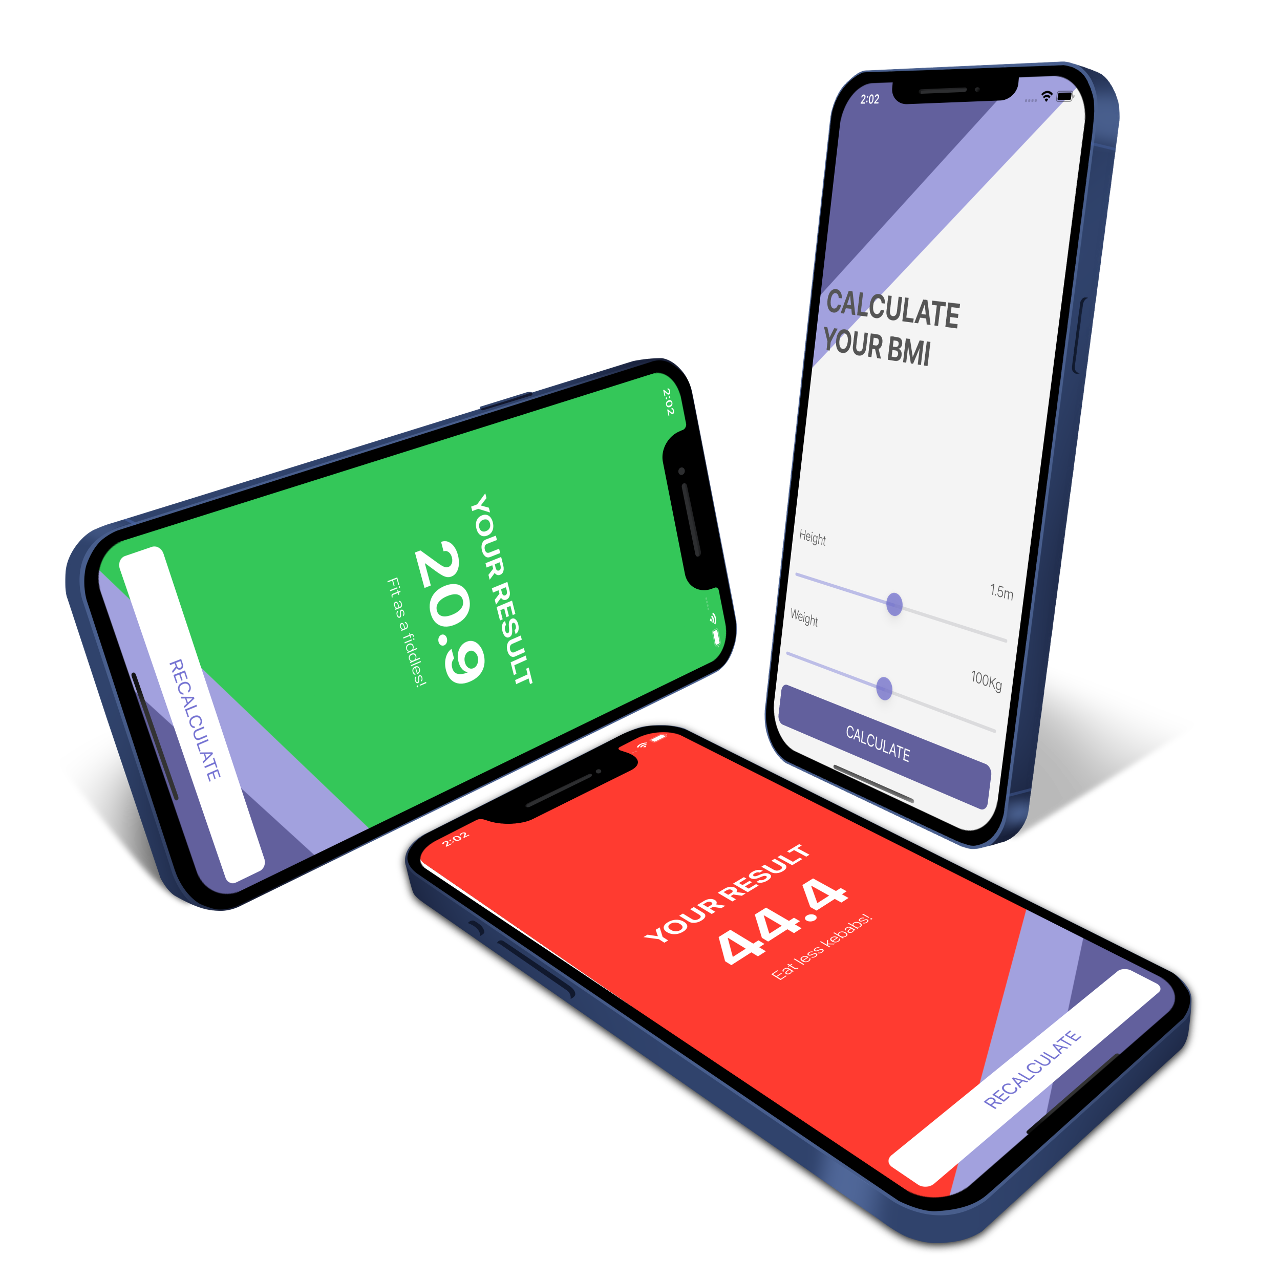 2:02
CALCULATE
YOUR BMI
Height
1.5m
Weight
100Kg
CALCULATE
2:02
YOUR RESULT
20.9
Fit as a fiddles!
RECALCULATE
2:02
YOUR RESULT
44.4
Eat less kebabs!
RECALCULATE